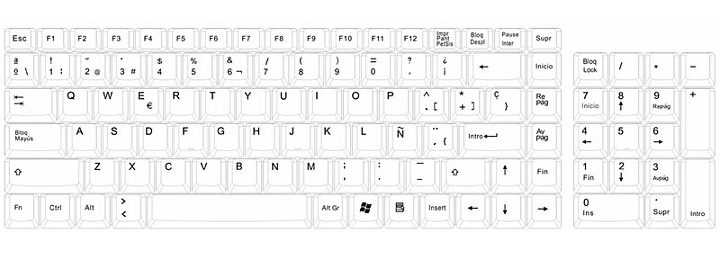 Esc F1 F2 F3 F4 F5 F6 F7 F8 F9 F10 F11 F12 Impr Pant PetSis Bloq Despl Pause Inter Supr
ª º \ ! 1 | " 2 @ · 3 # $ 4 % 5 & 6 ¬ / 7 ( 8 ) 9 = 0 ? ' ¿ ¡ ← Inicio Bloq Lock / * −
Q W E € R T Y U I O P ^ ` [ * + ] ç } Re pág 7 Inicio 8 ↑ 9 Repág +
Bloq Mayús A S D F G H J K L Ñ ¨ ´ { Intro Av pág 4 ← 5 6 →
⇧ Z X C V B N M ; , : . _ - ⇧ ↑ Fin 1 Fin 2 ↓ 3 Avpág
Fn Ctrl Alt > < Alt Gr Insert ← ↓ → 0 Ins . Supr Intro